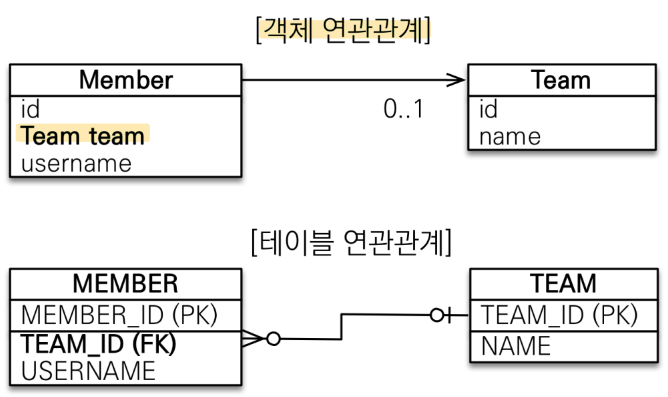 [객체 연관관계]
Member
id
Team team
username
0..1
Team
id
name
[테이블 연관관계]
MEMBER
MEMBER_ID (PK)
TEAM_ID (FK)
USERNAME
TEAM
TEAM_ID (PK)
NAME